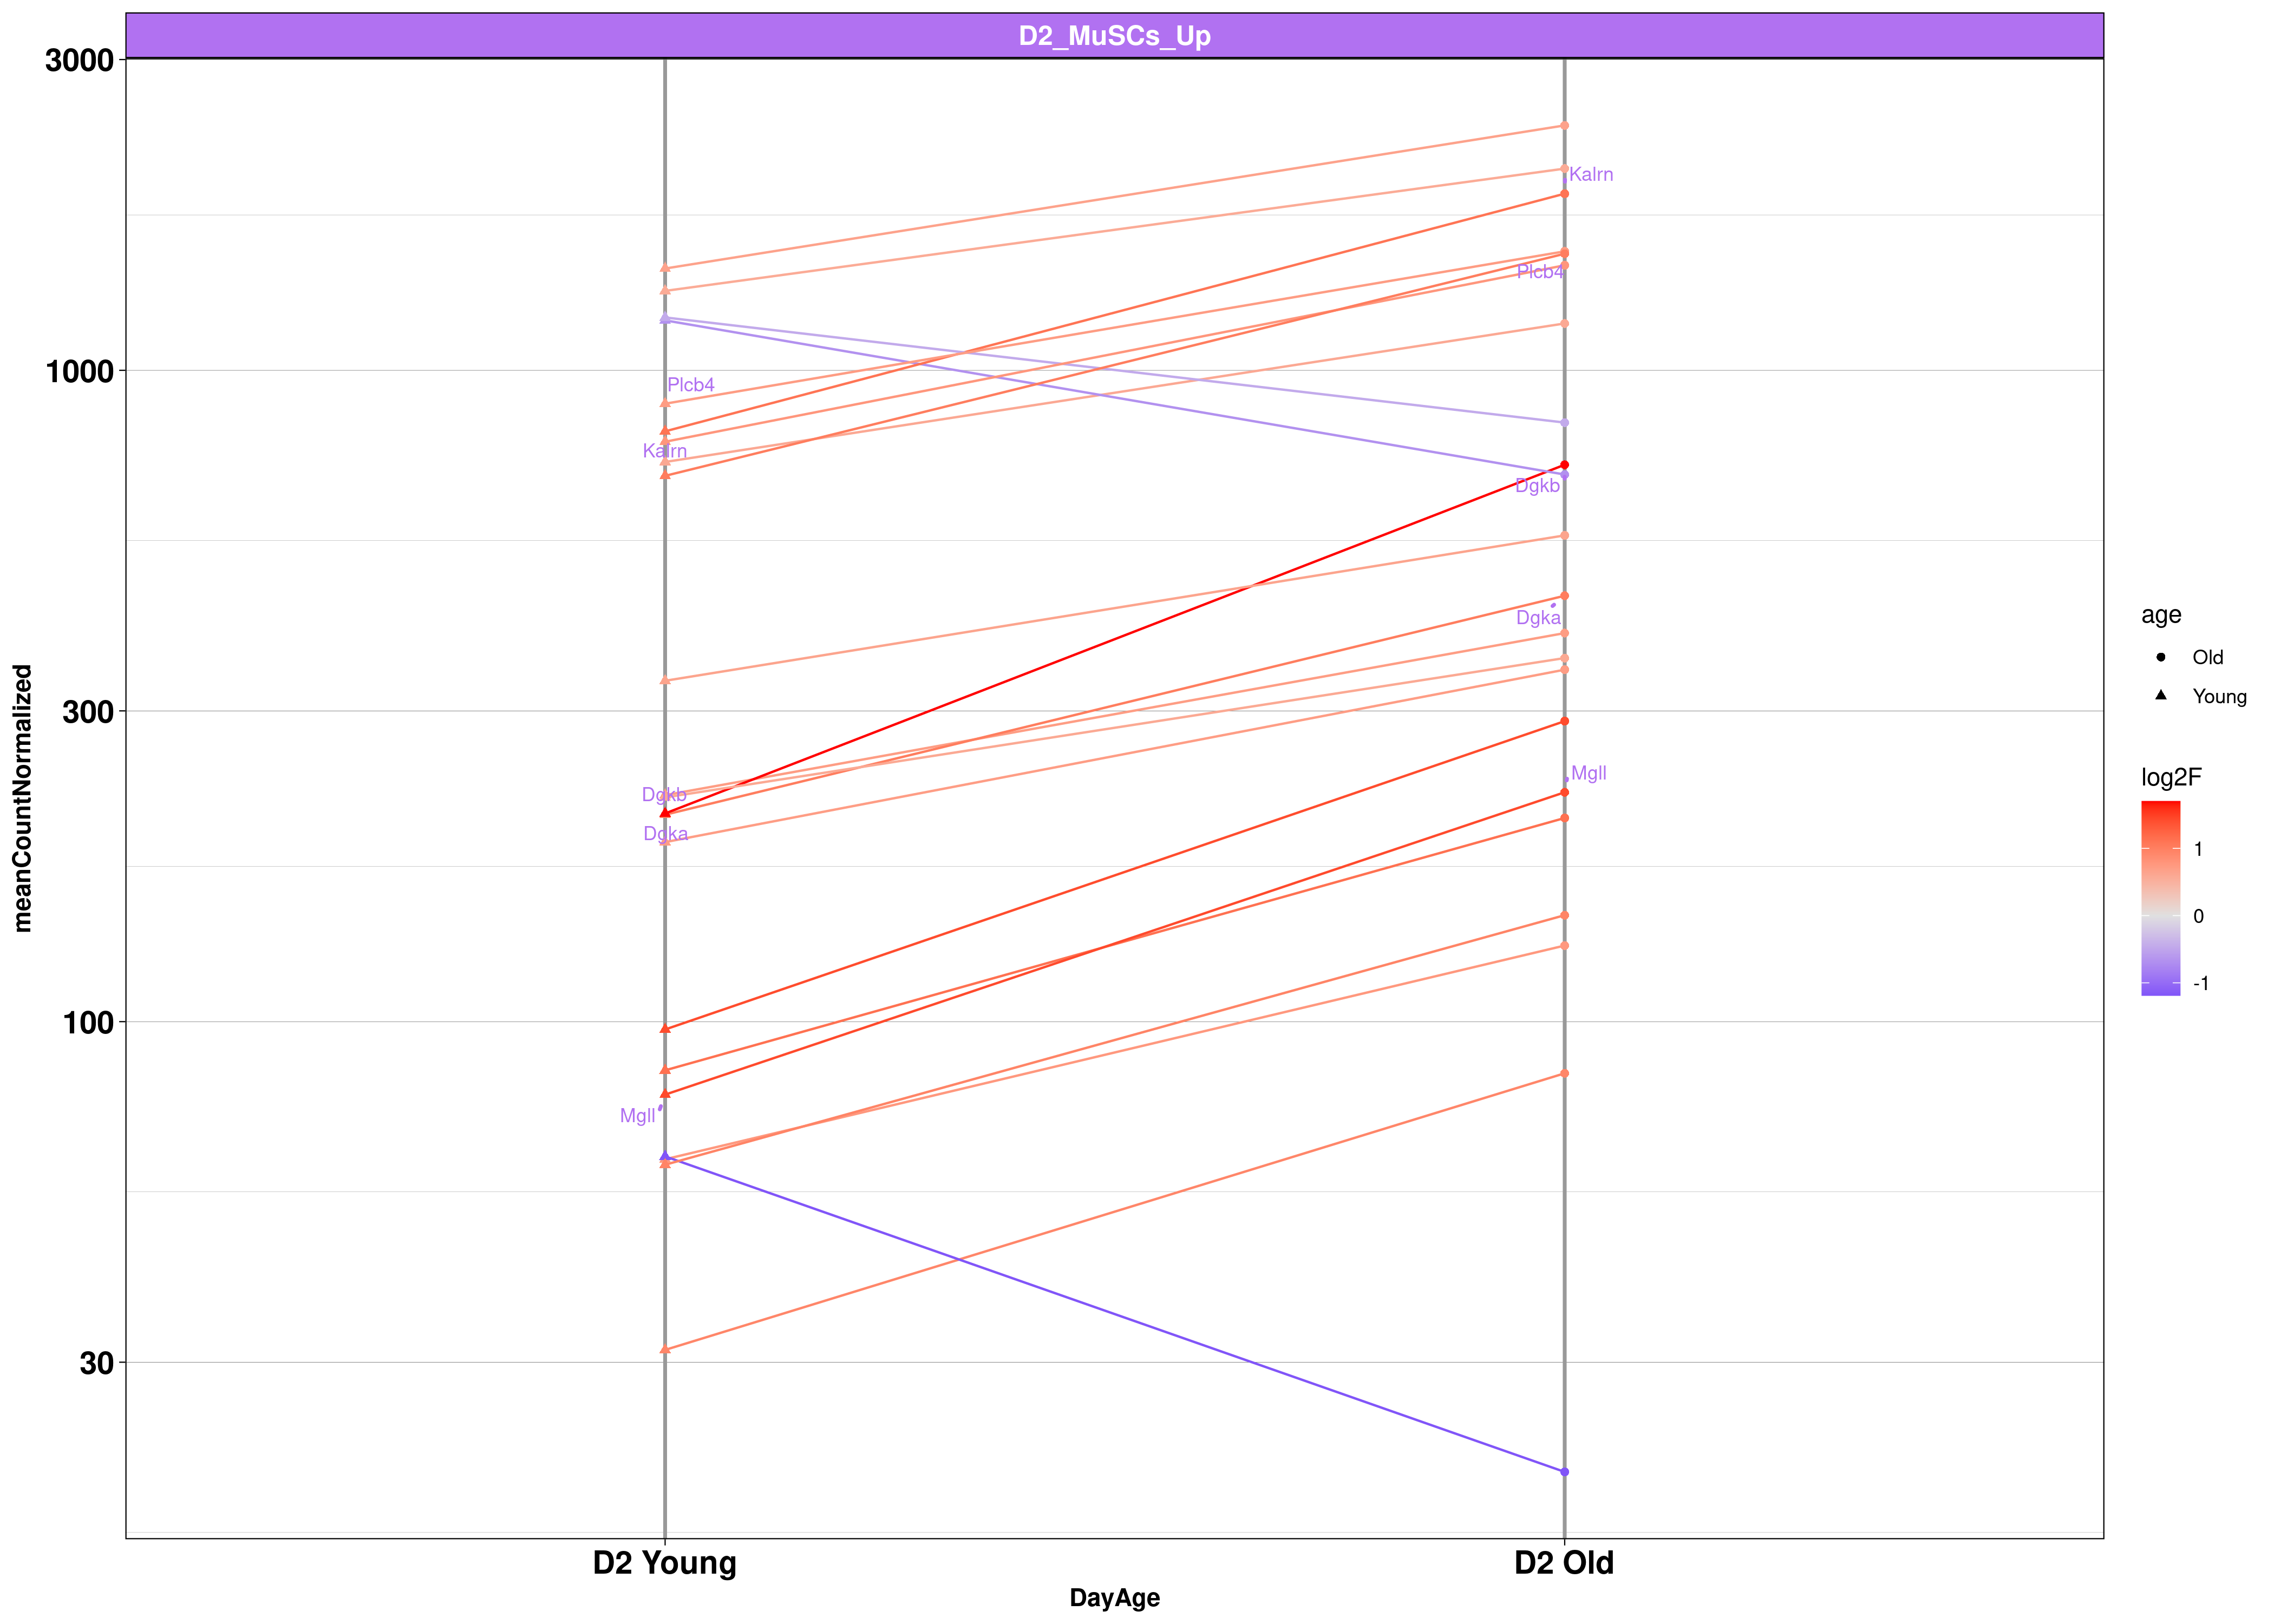 D2_MuSCs_Up
3000
1000
300
100
30
meanCountNormalized
Kalrn
Plcb4
Plcb4
Kalrn
Dgkb
Dgka
Mgll
Dgkb
Dgka
Mgll
D2 Young
D2 Old
DayAge
age
Old
Young
log2F
1
0
-1